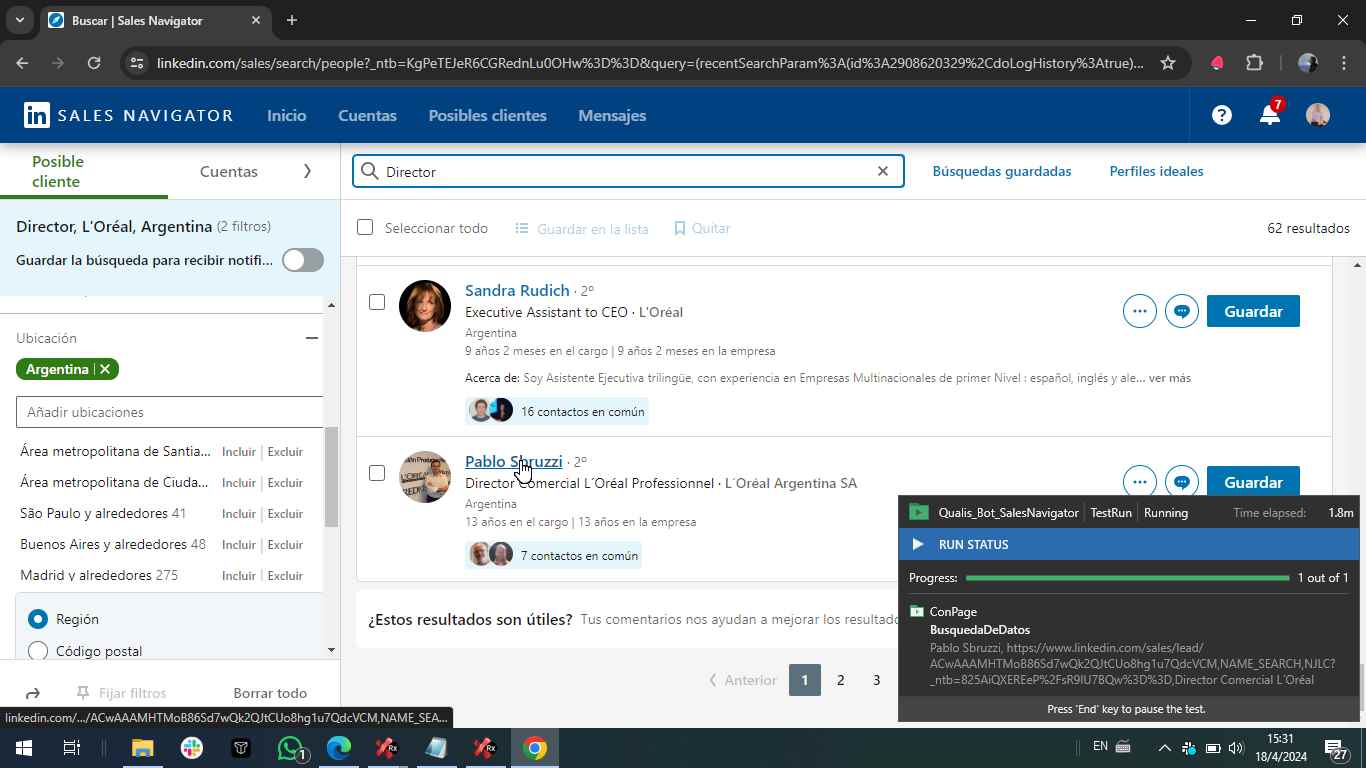 Buscar | Sales Navigator
linkedin.com/sales/search/people?_ntb=KgPeTEJeR6CGRednLu0OHw%3D%3D&query=(recentSearchParam%3A(id%3A2908620329%2CdoLogHistory%3Atrue)...
in SALES NAVIGATOR
Inicio
Cuentas
Posibles clientes
Mensajes
7
Posible
cliente
Cuentas
Director
Búsquedas guardadas
Perfiles ideales
Director, L'Oréal, Argentina (2 filtros)
Guardar la búsqueda para recibir notifi...
Seleccionar todo
Guardar en la lista
Quitar
62 resultados
Ubicación
Argentina
Añadir ubicaciones
Área metropolitana de Santia... Incluir Excluir
Área metropolitana de Ciuda... Incluir Excluir
São Paulo y alrededores 41 Incluir Excluir
Buenos Aires y alrededores 48 Incluir Excluir
Madrid y alrededores 275 Incluir Excluir
Región
Código postal
Fijar filtros
Borrar todo
Sandra Rudich · 2º
Executive Assistant to CEO · L'Oréal
Argentina
9 años 2 meses en el cargo | 9 años 2 meses en la empresa
Acerca de: Soy Asistente Ejecutiva trilingüe, con experiencia en Empresas Multinacionales de primer Nivel : español, inglés y ale... ver más
16 contactos en común
Guardar
Pablo Sbruzzi · 2º
Director Comercial L´Oréal Professionnel · L´Oréal Argentina SA
Argentina
13 años en el cargo | 13 años en la empresa
7 contactos en común
Guardar
¿Estos resultados son útiles? Tus comentarios nos ayudan a mejorar los resultado
Anterior
1
2
3
Qualis_Bot_SalesNavigator TestRun Running Time elapsed: 1.8m
RUN STATUS
Progress: 1 out of 1
ConPage
BusquedaDeDatos
Pablo Sbruzzi, https://www.linkedin.com/sales/lead/
ACwAAAMHTMoB86Sd7wQk2QJtCUo8hg1u7QdcVCM,NAME_SEARCH,NJLC?
_ntb=825AiQXEREeP%2FsR9IU7BQw%3D%3D,Director Comercial L´Oréal
Press 'End' key to pause the test.
linkedin.com/.../ACwAAAMHTMoB86Sd7wQk2QJtCUo8hg1u7QdcVCM,NAME_SEA...
1
Rx
Rx
EN
15:31
18/4/2024
27